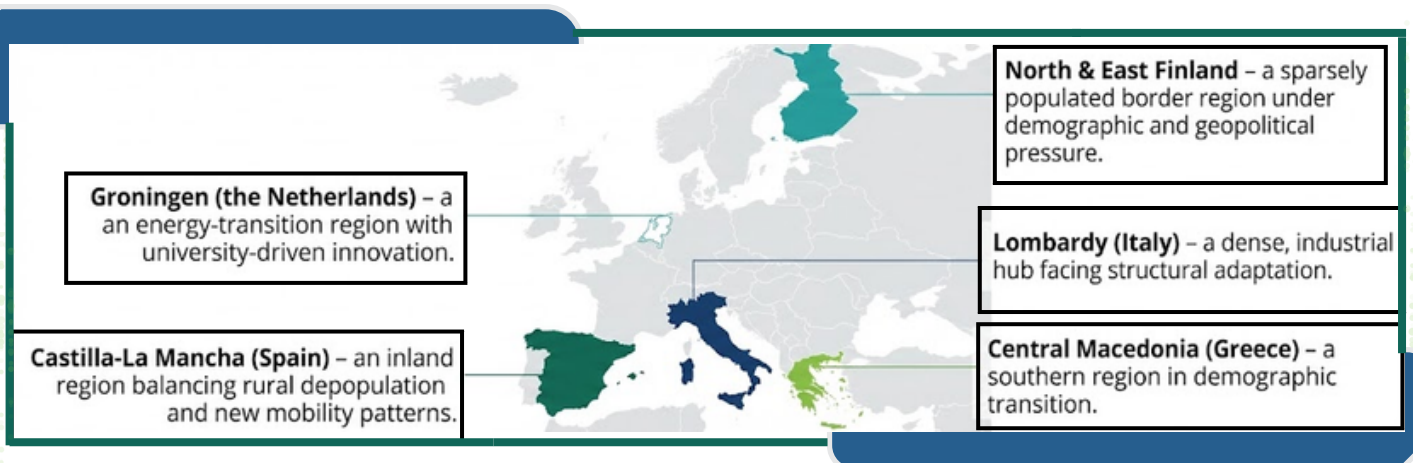 North & East Finland – a sparsely
populated border region under
demographic and geopolitical
pressure.
Groningen (the Netherlands) – a
an energy-transition region with
university-driven innovation.
Lombardy (Italy) – a dense, industrial
hub facing structural adaptation.
Castilla-La Mancha (Spain) – an inland
region balancing rural depopulation
and new mobility patterns.
Central Macedonia (Greece) – a
southern region in demographic
transition.